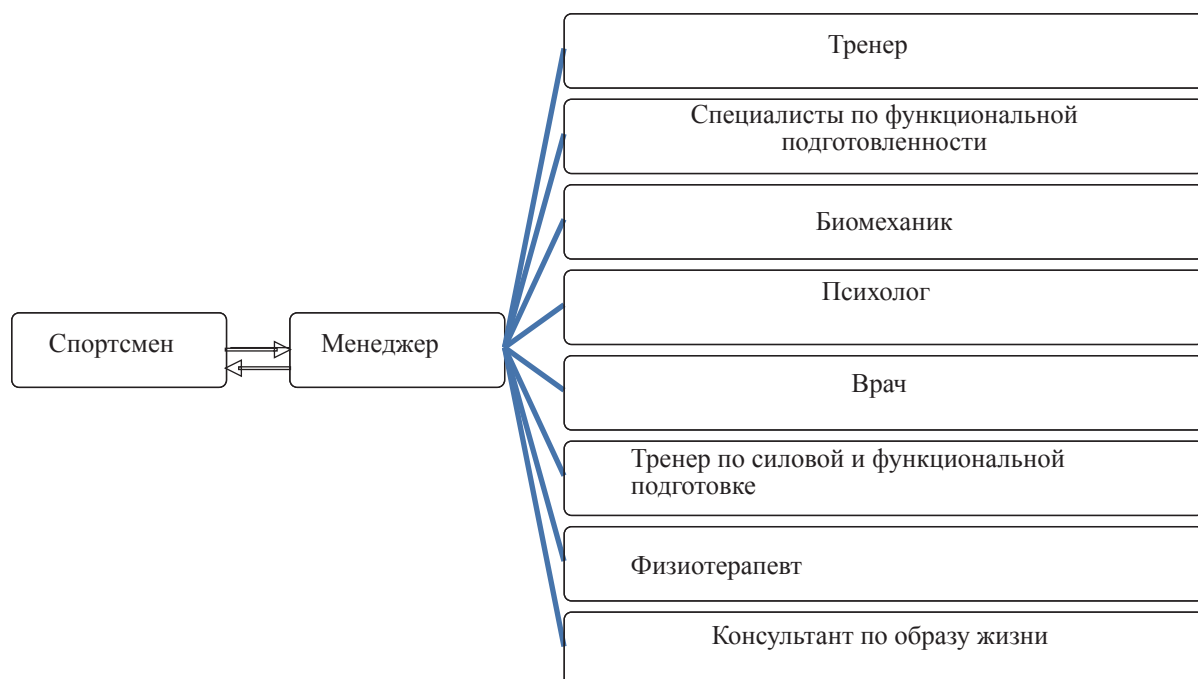 Тренер
Специалисты по функциональной
подготовленности
Биомеханик
Психолог
Спортсмен
Менеджер
Врач
Тренер по силовой и функциональной
подготовке
Физиотерапевт
Консультант по образу жизни